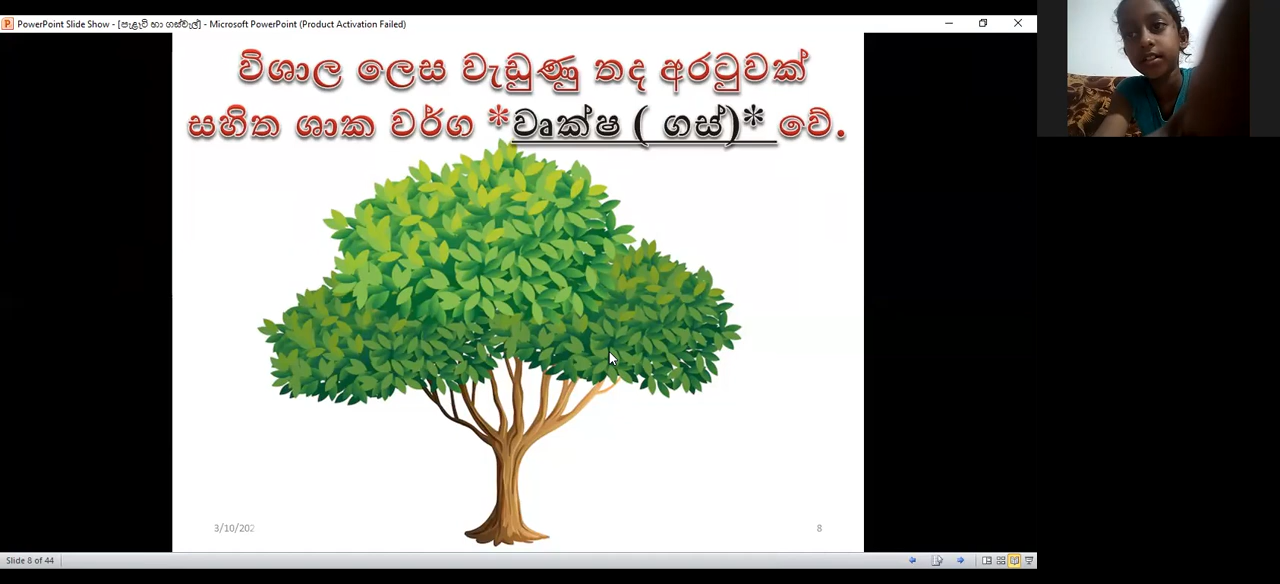 PowerPoint Slide Show - [පැළෑටි හා ගස්වැල්] - Microsoft PowerPoint (Product Activation Failed)
විශාල ලෙස වැඩුණු තද අරටුවක්
සහිත ශාක වර්ග *වෘක්ෂ ( ගස්)* වේ.
3/10/202
8
Slide 8 of 44